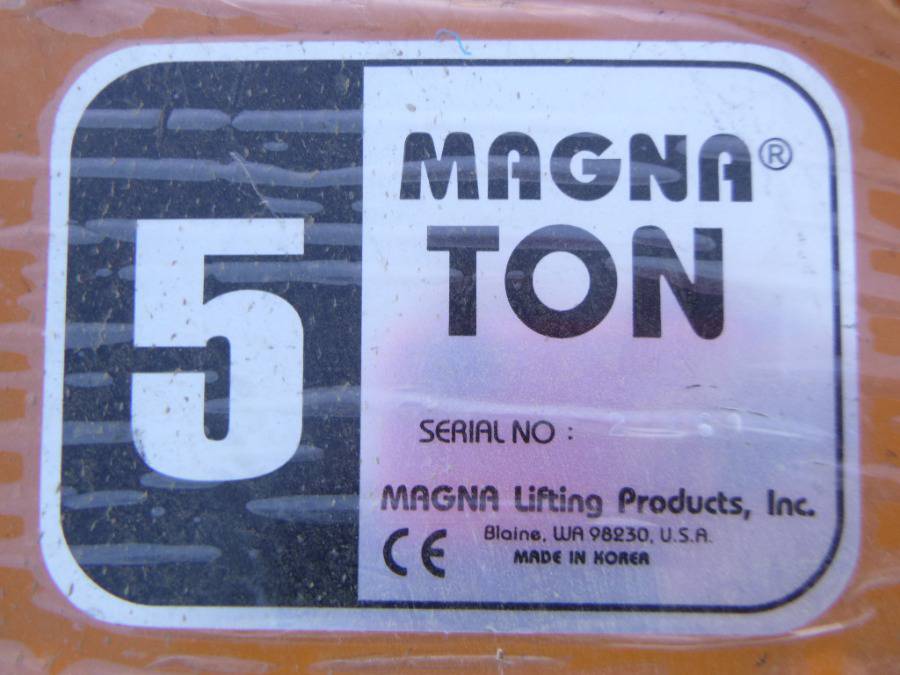 5
MAGNA®
TON
SERIAL NO :
MAGNA Lifting Products, Inc.
Blaine, WA 98230, U.S.A.
CE
MADE IN KOREA